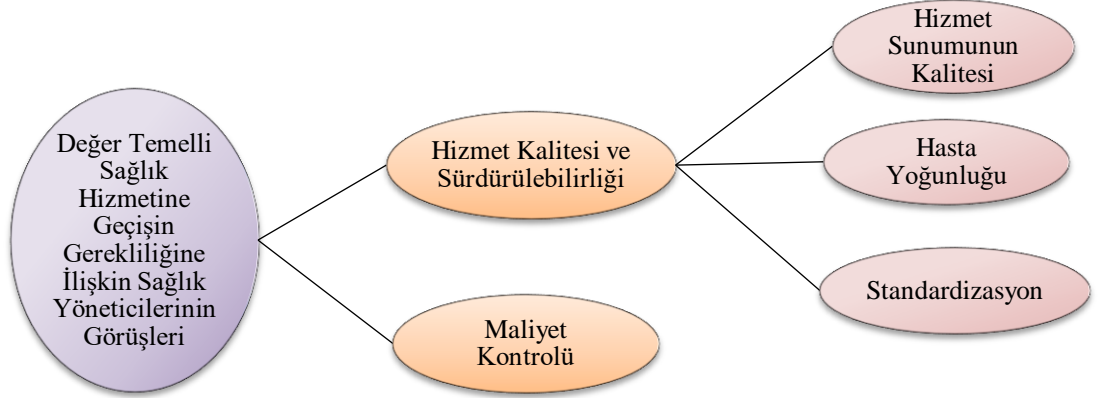 Değer Temelli
Sağlık
Hizmetine
Geçişin
Gerekliliğine
İlişkin Sağlık
Yöneticilerinin
Görüşleri
Hizmet Kalitesi ve
Sürdürülebilirliği
Maliyet
Kontrolü
Hizmet
Sunumunun
Kalitesi
Hasta
Yoğunluğu
Standardizasyon